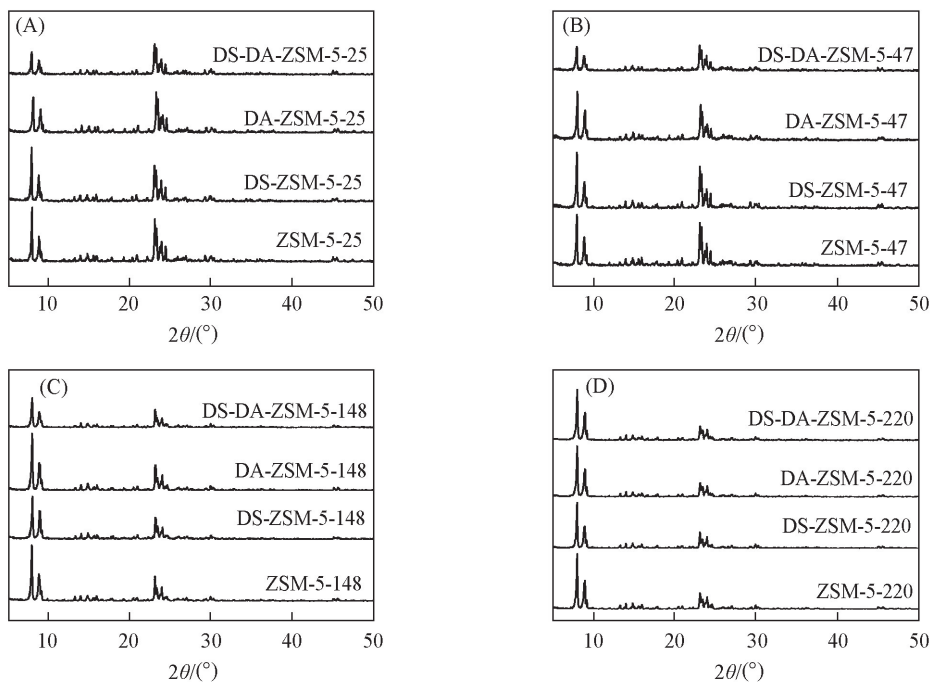 (A)
DS-DA-ZSM-5-25
DA-ZSM-5-25
DS-ZSM-5-25
ZSM-5-25
10 20 30 40 50
2θ/(°)
(B)
DS-DA-ZSM-5-47
DA-ZSM-5-47
DS-ZSM-5-47
ZSM-5-47
10 20 30 40 50
2θ/(°)
(C)
DS-DA-ZSM-5-148
DA-ZSM-5-148
DS-ZSM-5-148
ZSM-5-148
10 20 30 40 50
2θ/(°)
(D)
DS-DA-ZSM-5-220
DA-ZSM-5-220
DS-ZSM-5-220
ZSM-5-220
10 20 30 40 50
2θ/(°)